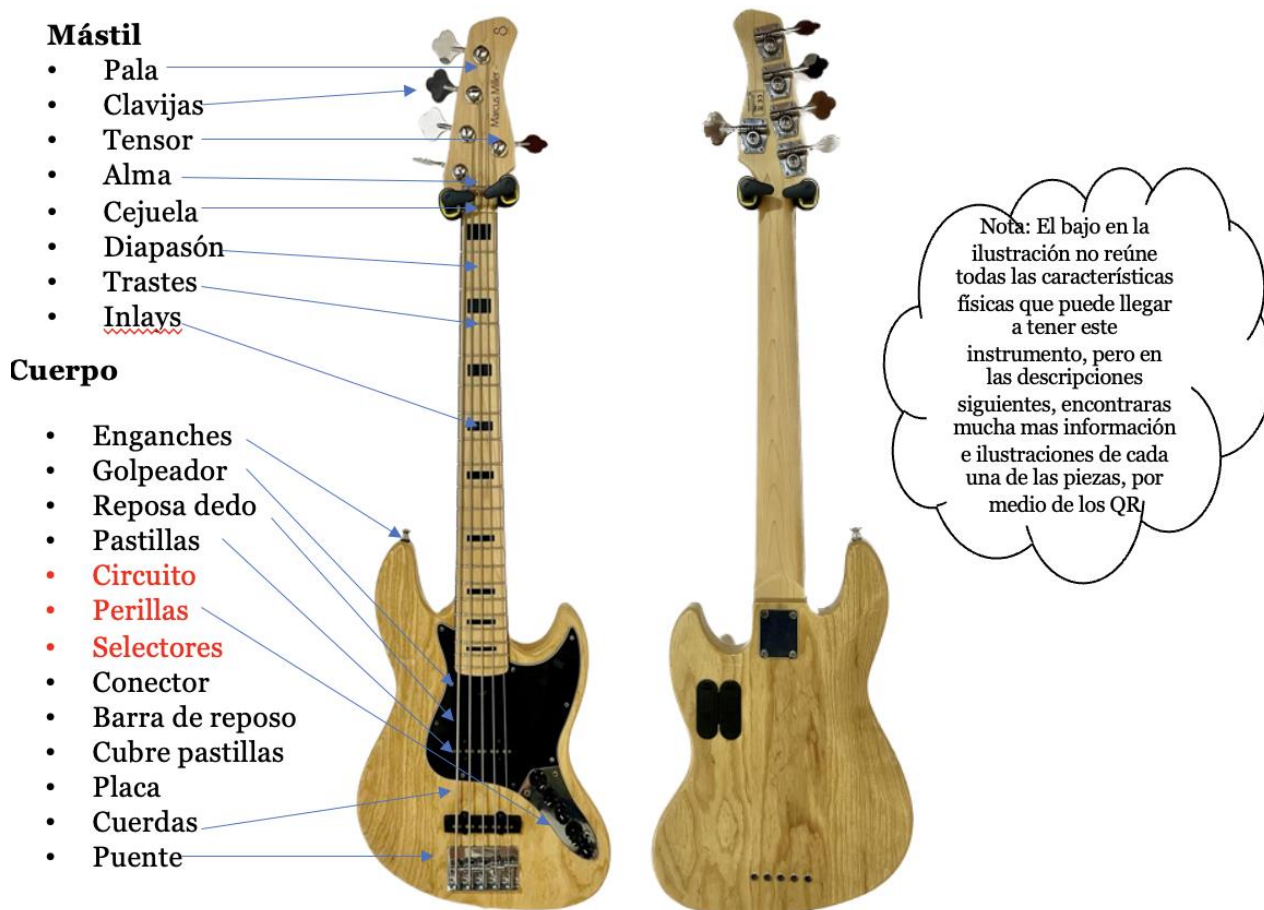 Mástil
• Pala
• Clavijas
• Tensor
• Alma
• Cejuela
• Diapasón
• Trastes
• Inlays
Cuerpo
• Enganches
• Golpeador
• Reposa dedo
• Pastillas
• Circuito
• Perillas
• Selectores
• Conector
• Barra de reposo
• Cubre pastillas
• Placa
• Cuerdas
• Puente
Marcus Miller
Nota: El bajo en la
ilustración no reúne
todas las características
físicas que puede llegar
a tener este
instrumento, pero en
las descripciones
siguientes, encontraras
mucha mas información
e ilustraciones de cada
una de las piezas, por
medio de los QR